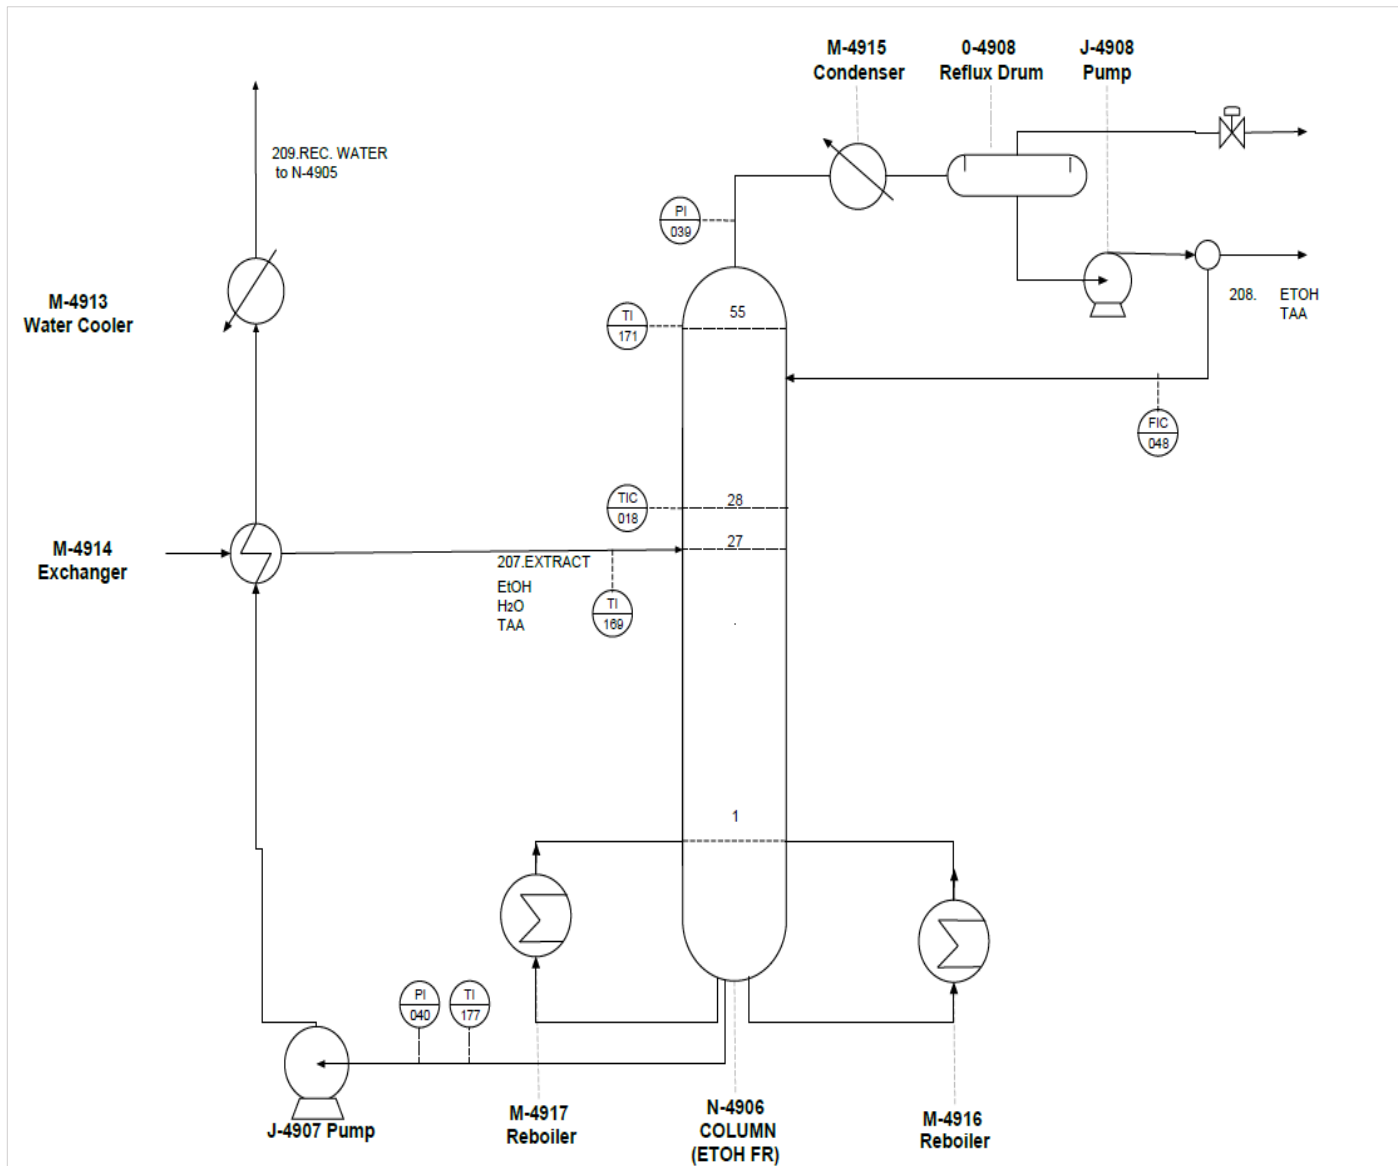 M-4915
Condenser
0-4908
Reflux Drum
J-4908
Pump
209.REC. WATER
to N-4905
PI
039
M-4913
Water Cooler
TI
171
55
208. ETOH
TAA
FIC
048
TIC
018
28
27
M-4914
Exchanger
207.EXTRACT
EtOH
H2O
TAA
TI
169
1
PI
040
TI
177
J-4907 Pump
M-4917
Reboiler
N-4906
COLUMN
(ETOH FR)
M-4916
Reboiler